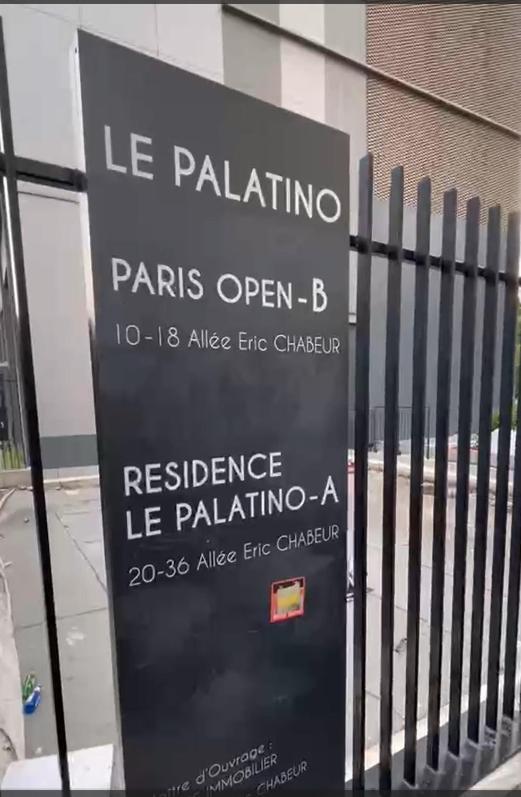 LE PALATINO
PARIS OPEN-B
10-18 Allée Eric CHABEUR
RESIDENCE
LE PALATINO-A
20-36 Allée Eric CHABEUR
d'Ouvrage :
IMMOBILIER
CHABEUR